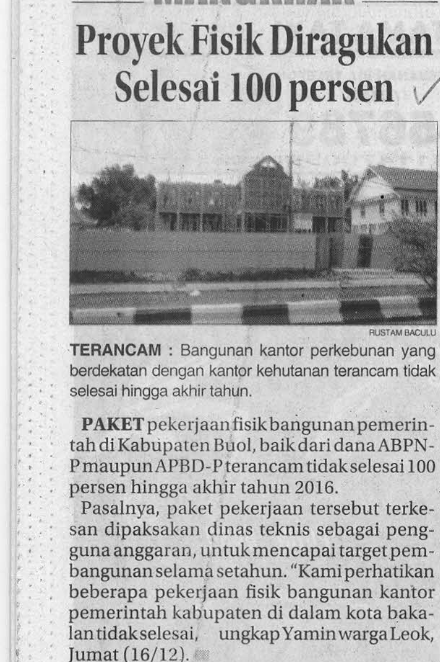 Proyek Fisik Diragukan
Selesai 100 persen
RUSTAM BACULU
TERANCAM : Bangunan kantor perkebunan yang
berdekatan dengan kantor kehutanan terancam tidak
selesai hingga akhir tahun.
PAKET pekerjaan fisik bangunan pemerin-
tah di Kabupaten Buol, baik dari dana ABPN-
P maupun APBD-P terancam tidak selesai 100
persen hingga akhir tahun 2016.
Pasalnya, paket pekerjaan tersebut terke-
san dipaksakan dinas teknis sebagai peng-
guna anggaran, untuk mencapai target pem-
bangunan selama setahun. “Kami perhatikan
beberapa pekerjaan fisik bangunan kantor
pemerintah kabupaten di dalam kota baka-
lan tidak selesai, ungkap Yamin warga Leok,
Jumat (16/12).